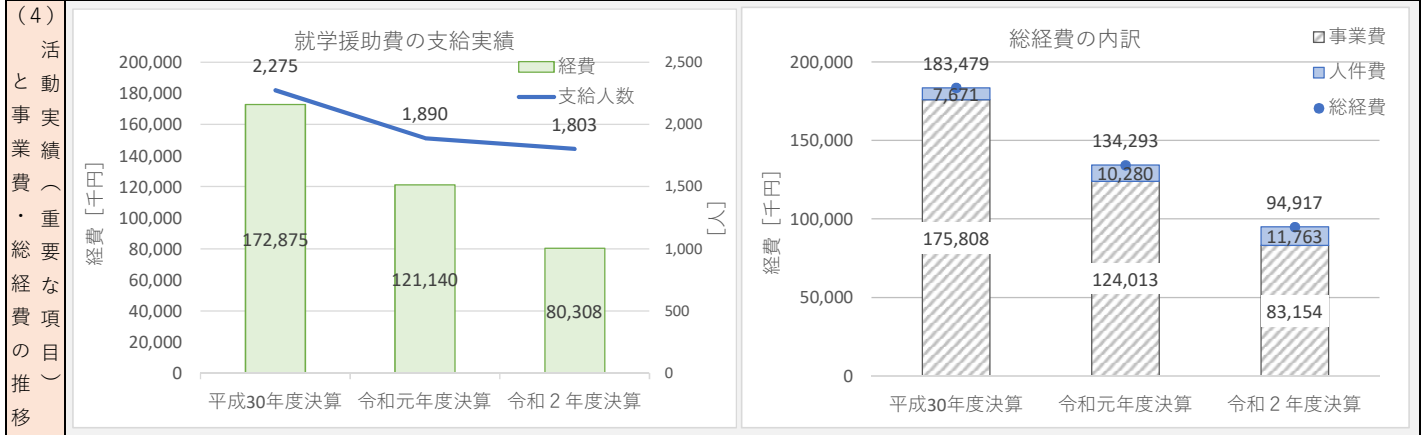 (4)
活動実績（重要な項目）
と事業費・総経費の推移
就学援助費の支給実績
経費
支給人数
経費［千円］
200,000
180,000
160,000
140,000
120,000
100,000
80,000
60,000
40,000
20,000
0
2,275
1,890
1,803
172,875
121,140
80,308
2,500
2,000
1,500
1,000
500
0
[人]
平成30年度決算
令和元年度決算
令和２年度決算
総経費の内訳
事業費
人件費
総経費
経費［千円］
200,000
150,000
100,000
50,000
0
183,479
7,671
175,808
134,293
10,280
124,013
94,917
11,763
83,154
平成30年度決算
令和元年度決算
令和２年度決算